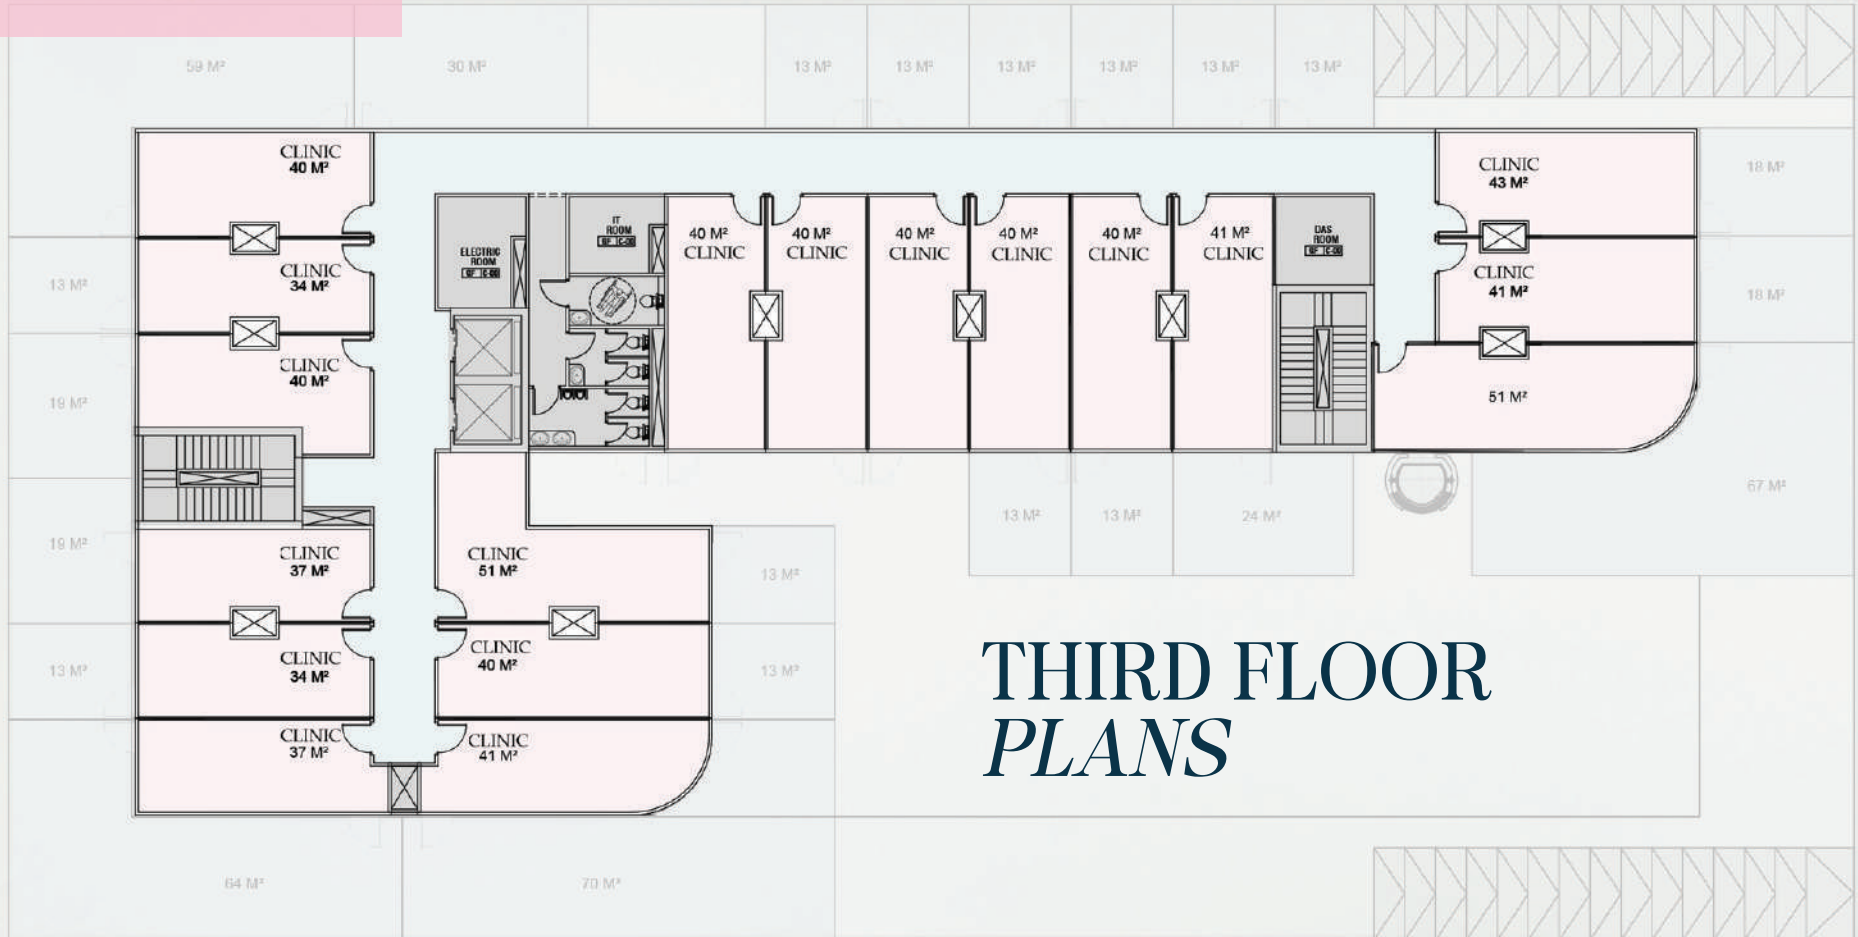 59 M²
30 M²
13 M²
13 M²
13 M²
13 M²
13 M²
13 M²
CLINIC
40 M²
CLINIC
43 M²
18 M²
ELECTRIC
ROOM
IT
ROOM
40 M²
CLINIC
40 M²
CLINIC
40 M²
CLINIC
40 M²
CLINIC
40 M²
CLINIC
41 M²
CLINIC
DAS
ROOM
13 M²
CLINIC
34 M²
CLINIC
41 M²
18 M²
19 M²
CLINIC
40 M²
51 M²
67 M²
13 M²
13 M²
24 M²
19 M²
CLINIC
37 M²
CLINIC
51 M²
13 M²
13 M²
CLINIC
34 M²
CLINIC
40 M²
13 M²
THIRD FLOOR
PLANS
CLINIC
37 M²
CLINIC
41 M²
64 M²
70 M²